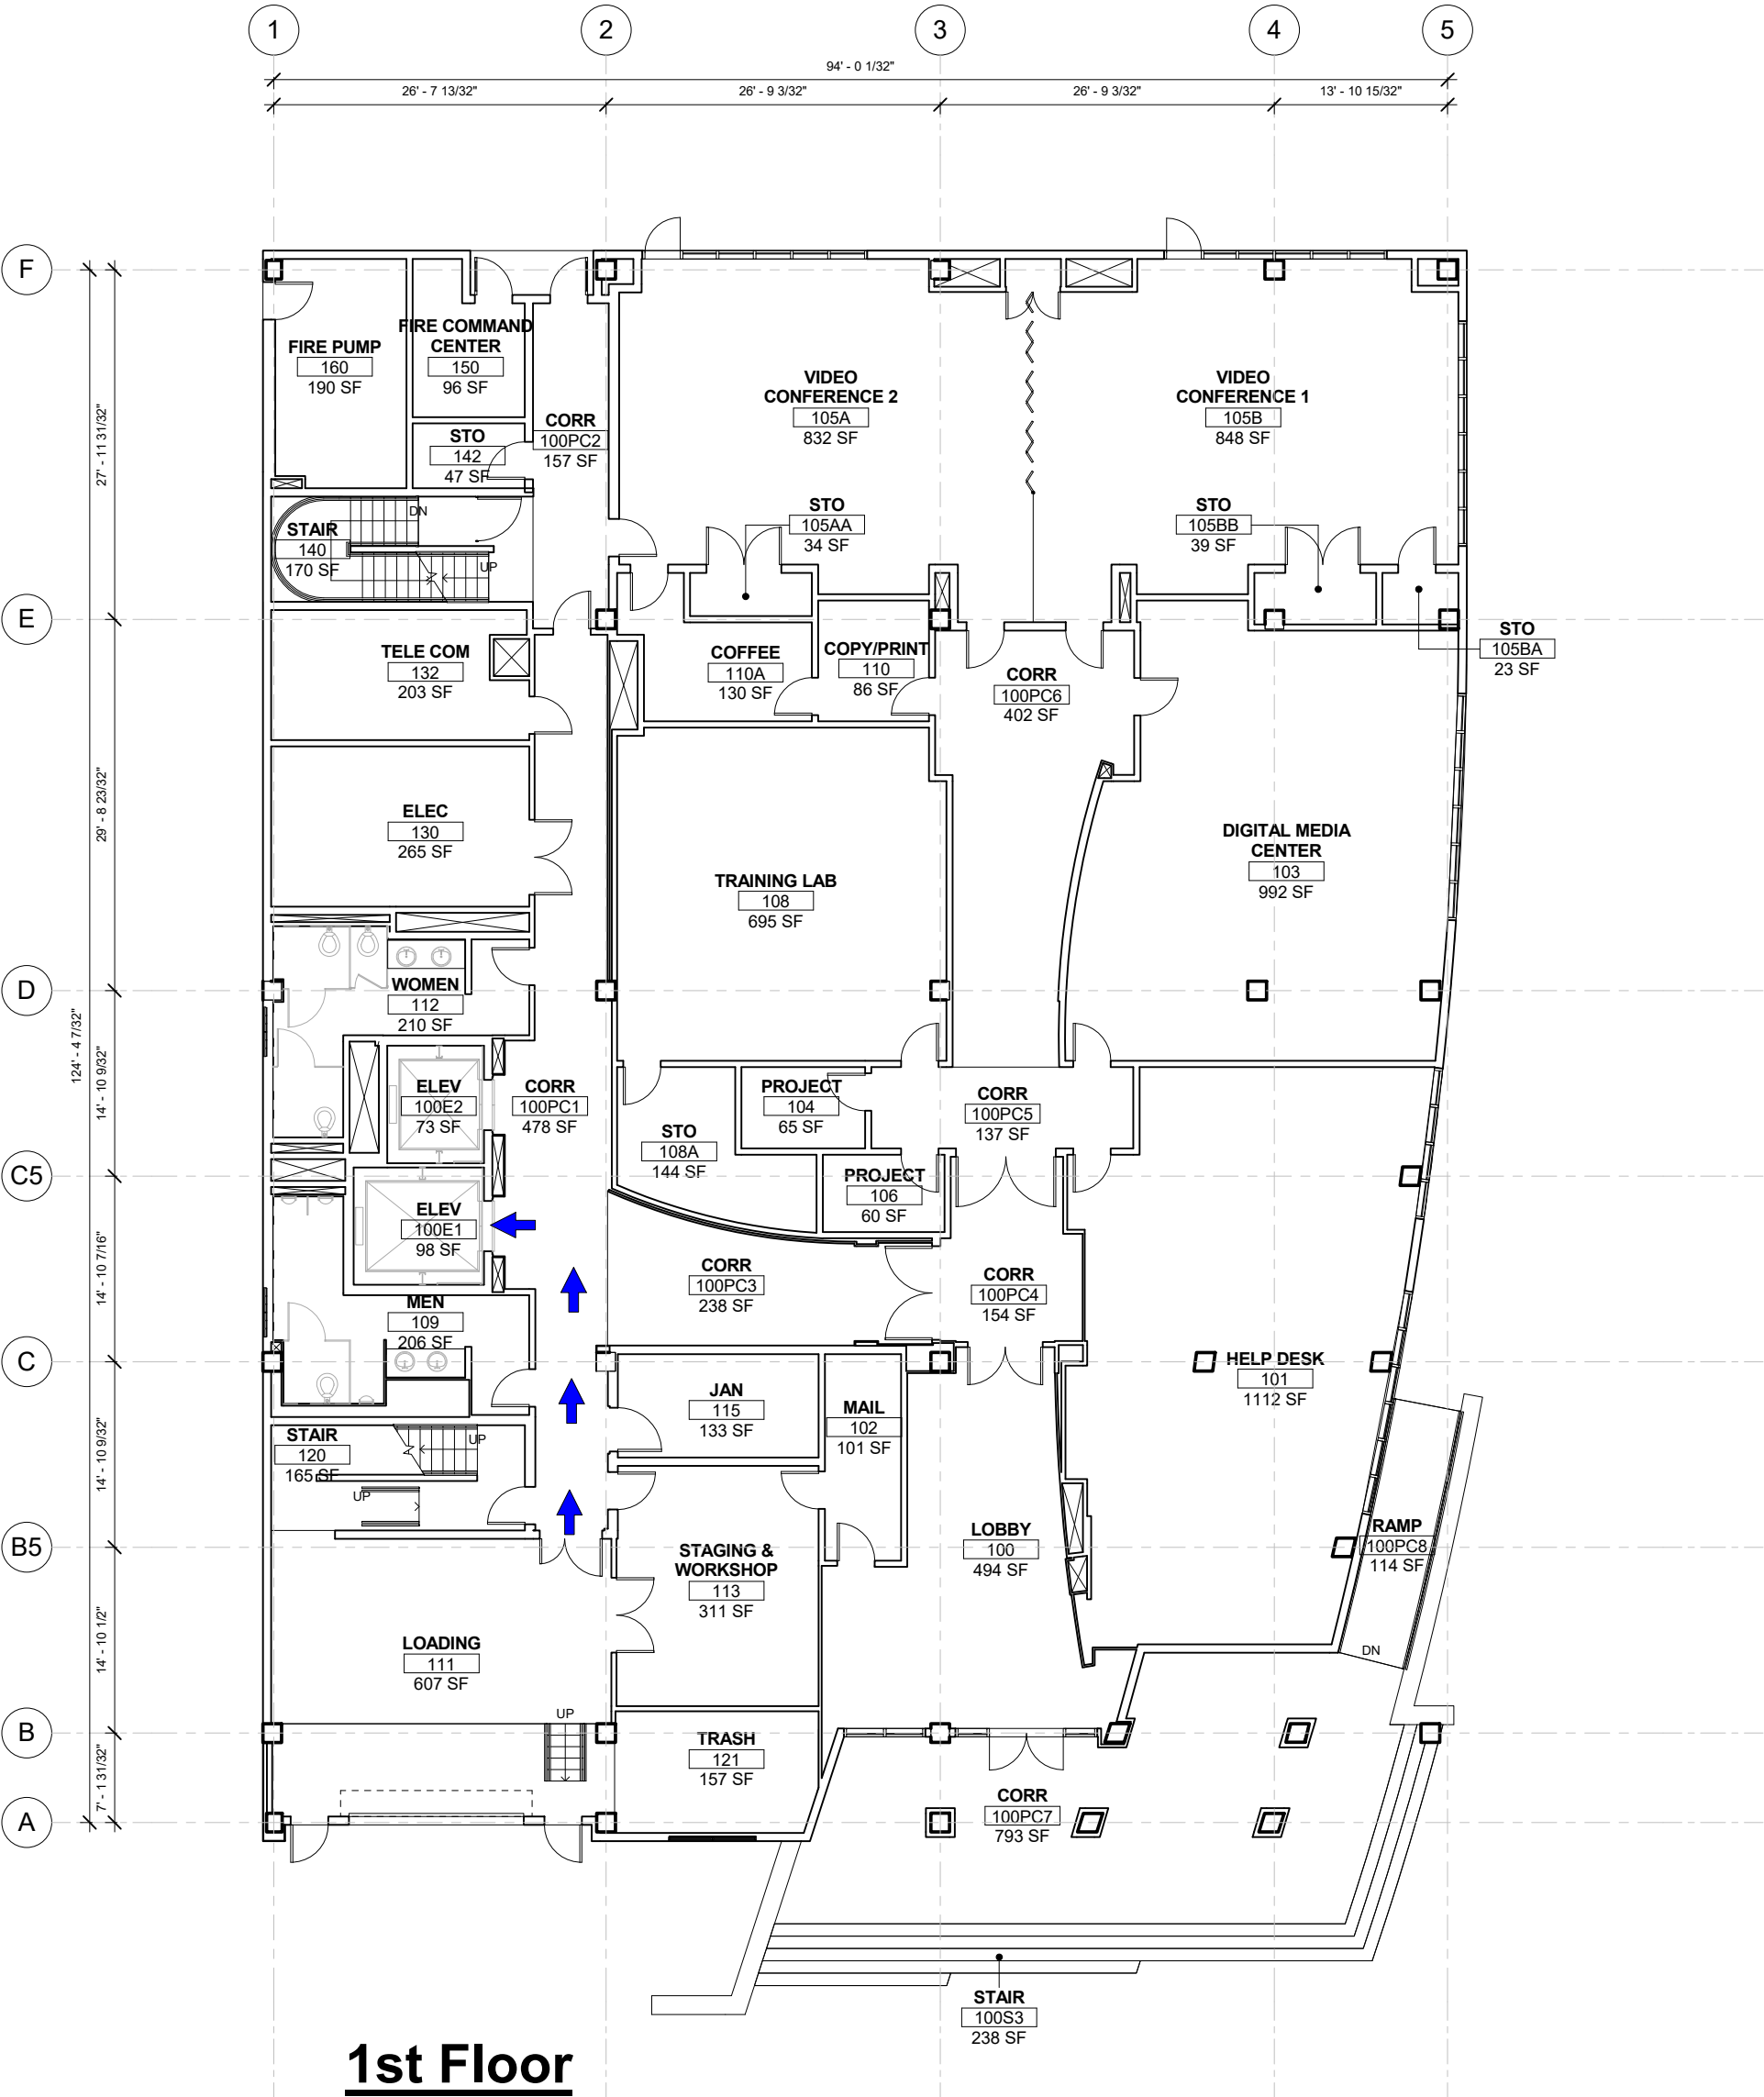 1 2 3 4 5
94' - 0 1/32"
26' - 7 13/32" 26' - 9 3/32" 26' - 9 3/32" 13' - 10 15/32"
F
E
D
C5
C
B5
B
A
124' - 4 7/32"
27' - 11 31/32"
29' - 8 23/32"
14' - 10 9/32"
14' - 10 7/16"
14' - 10 9/32"
14' - 10 1/2"
7' - 1 31/32"
FIRE PUMP
160
190 SF
FIRE COMMAND
CENTER
150
96 SF
CORR
100PC2
157 SF
STO
142
47 SF
VIDEO
CONFERENCE 2
105A
832 SF
VIDEO
CONFERENCE 1
105B
848 SF
STO
105AA
34 SF
STO
105BB
39 SF
STO
105BA
23 SF
STAIR
140
170 SF
DN
UP
TELE COM
132
203 SF
COFFEE
110A
130 SF
COPY/PRINT
110
86 SF
CORR
100PC6
402 SF
ELEC
130
265 SF
TRAINING LAB
108
695 SF
DIGITAL MEDIA
CENTER
103
992 SF
WOMEN
112
210 SF
ELEV
100E2
73 SF
CORR
100PC1
478 SF
PROJECT
104
65 SF
CORR
100PC5
137 SF
STO
108A
144 SF
PROJECT
106
60 SF
ELEV
100E1
98 SF
CORR
100PC3
238 SF
CORR
100PC4
154 SF
MEN
109
206 SF
JAN
115
133 SF
MAIL
102
101 SF
HELP DESK
101
1112 SF
STAIR
120
165 SF
UP
UP
STAGING &
WORKSHOP
113
311 SF
LOBBY
100
494 SF
RAMP
100PC8
114 SF
DN
LOADING
111
607 SF
UP
TRASH
121
157 SF
CORR
100PC7
793 SF
STAIR
100S3
238 SF
1st Floor